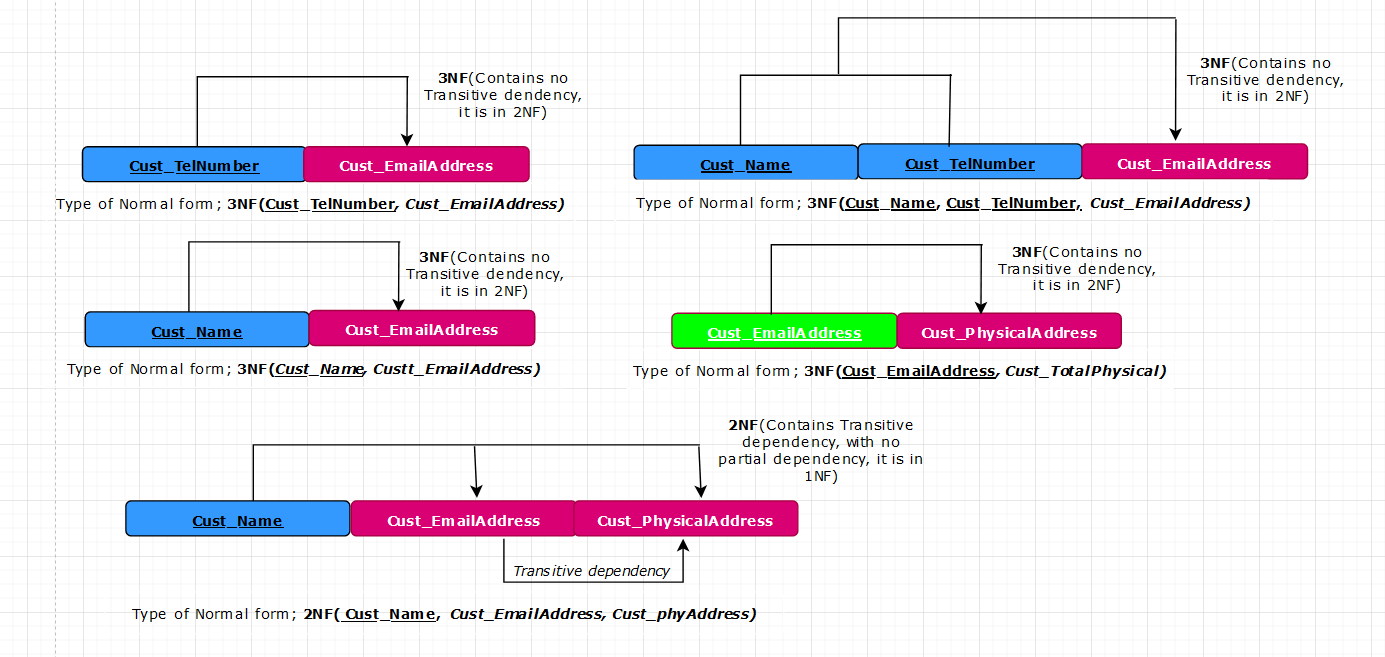 3NF(Contains no
Transitive dendency,
it is in 2NF)
Cust_TelNumber
Cust_EmailAddress
Type of Normal form; 3NF(Cust_TelNumber, Cust_EmailAddress)
3NF(Contains no
Transitive dendency,
it is in 2NF)
Cust_Name
Cust_TelNumber
Cust_EmailAddress
Type of Normal form; 3NF(Cust_Name, Cust_TelNumber, Cust_EmailAddress)
3NF(Contains no
Transitive dendency,
it is in 2NF)
Cust_Name
Cust_EmailAddress
Type of Normal form; 3NF(Cust_Name, Custt_EmailAddress)
3NF(Contains no
Transitive dendency,
it is in 2NF)
Cust_EmailAddress
Cust_PhysicalAddress
Type of Normal form; 3NF(Cust_EmailAddress, Cust_TotalPhysical)
2NF(Contains Transitive
dependency, with no
partial dependency, it is in
1NF)
Cust_Name
Cust_EmailAddress
Cust_PhysicalAddress
Transitive dependency
Type of Normal form; 2NF( Cust_Name, Cust_EmailAddress, Cust_phyAddress)